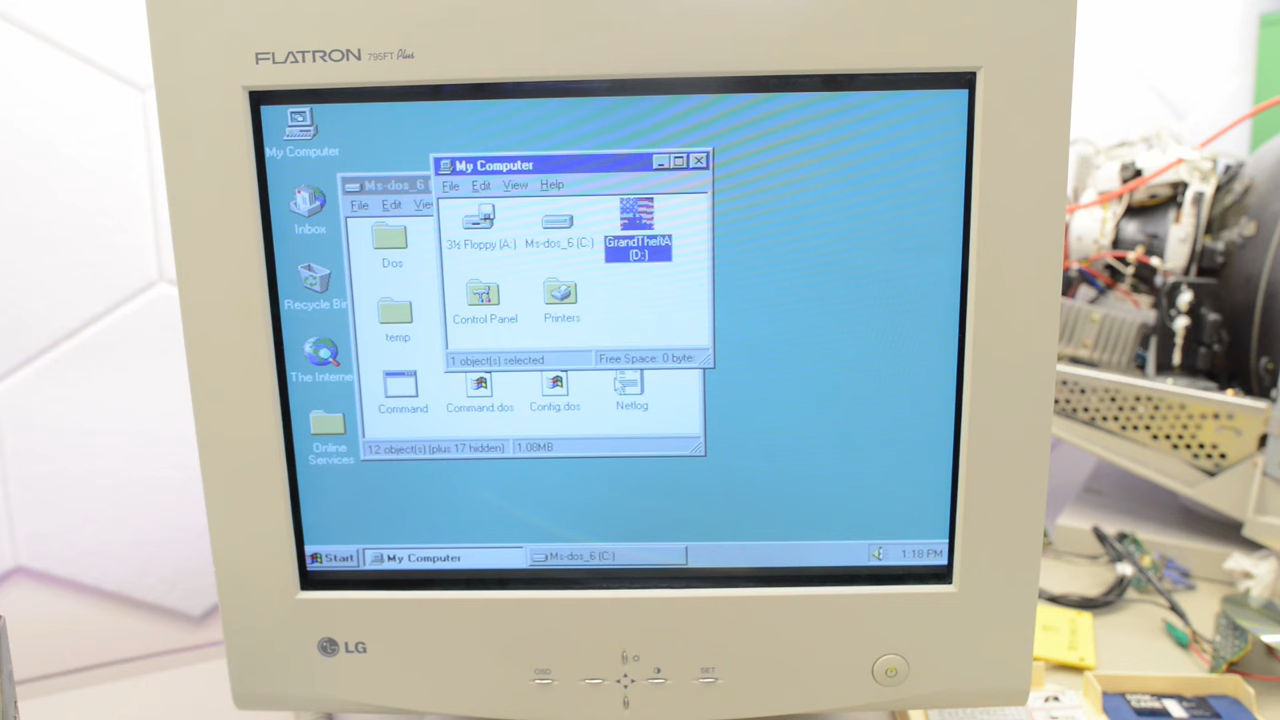 FLATRON 795FT Plus
My Computer
Inbox
Recycle Bin
The Interne
Online
Services
Ms-dos_6
File Edit Vie
Dos
temp
Command
Command.dos
Config.dos
Netlog
12 object(s) (plus 17 hidden)
1.08MB
My Computer
File Edit View Help
3½ Floppy (A:)
Ms-dos_6 (C:)
GrandTheftA
(D:)
Control Panel
Printers
1 object(s) selected
Free Space: 0 byte:
Start
My Computer
Ms-dos_6 (C:)
1:18 PM
LG
OSD
SET